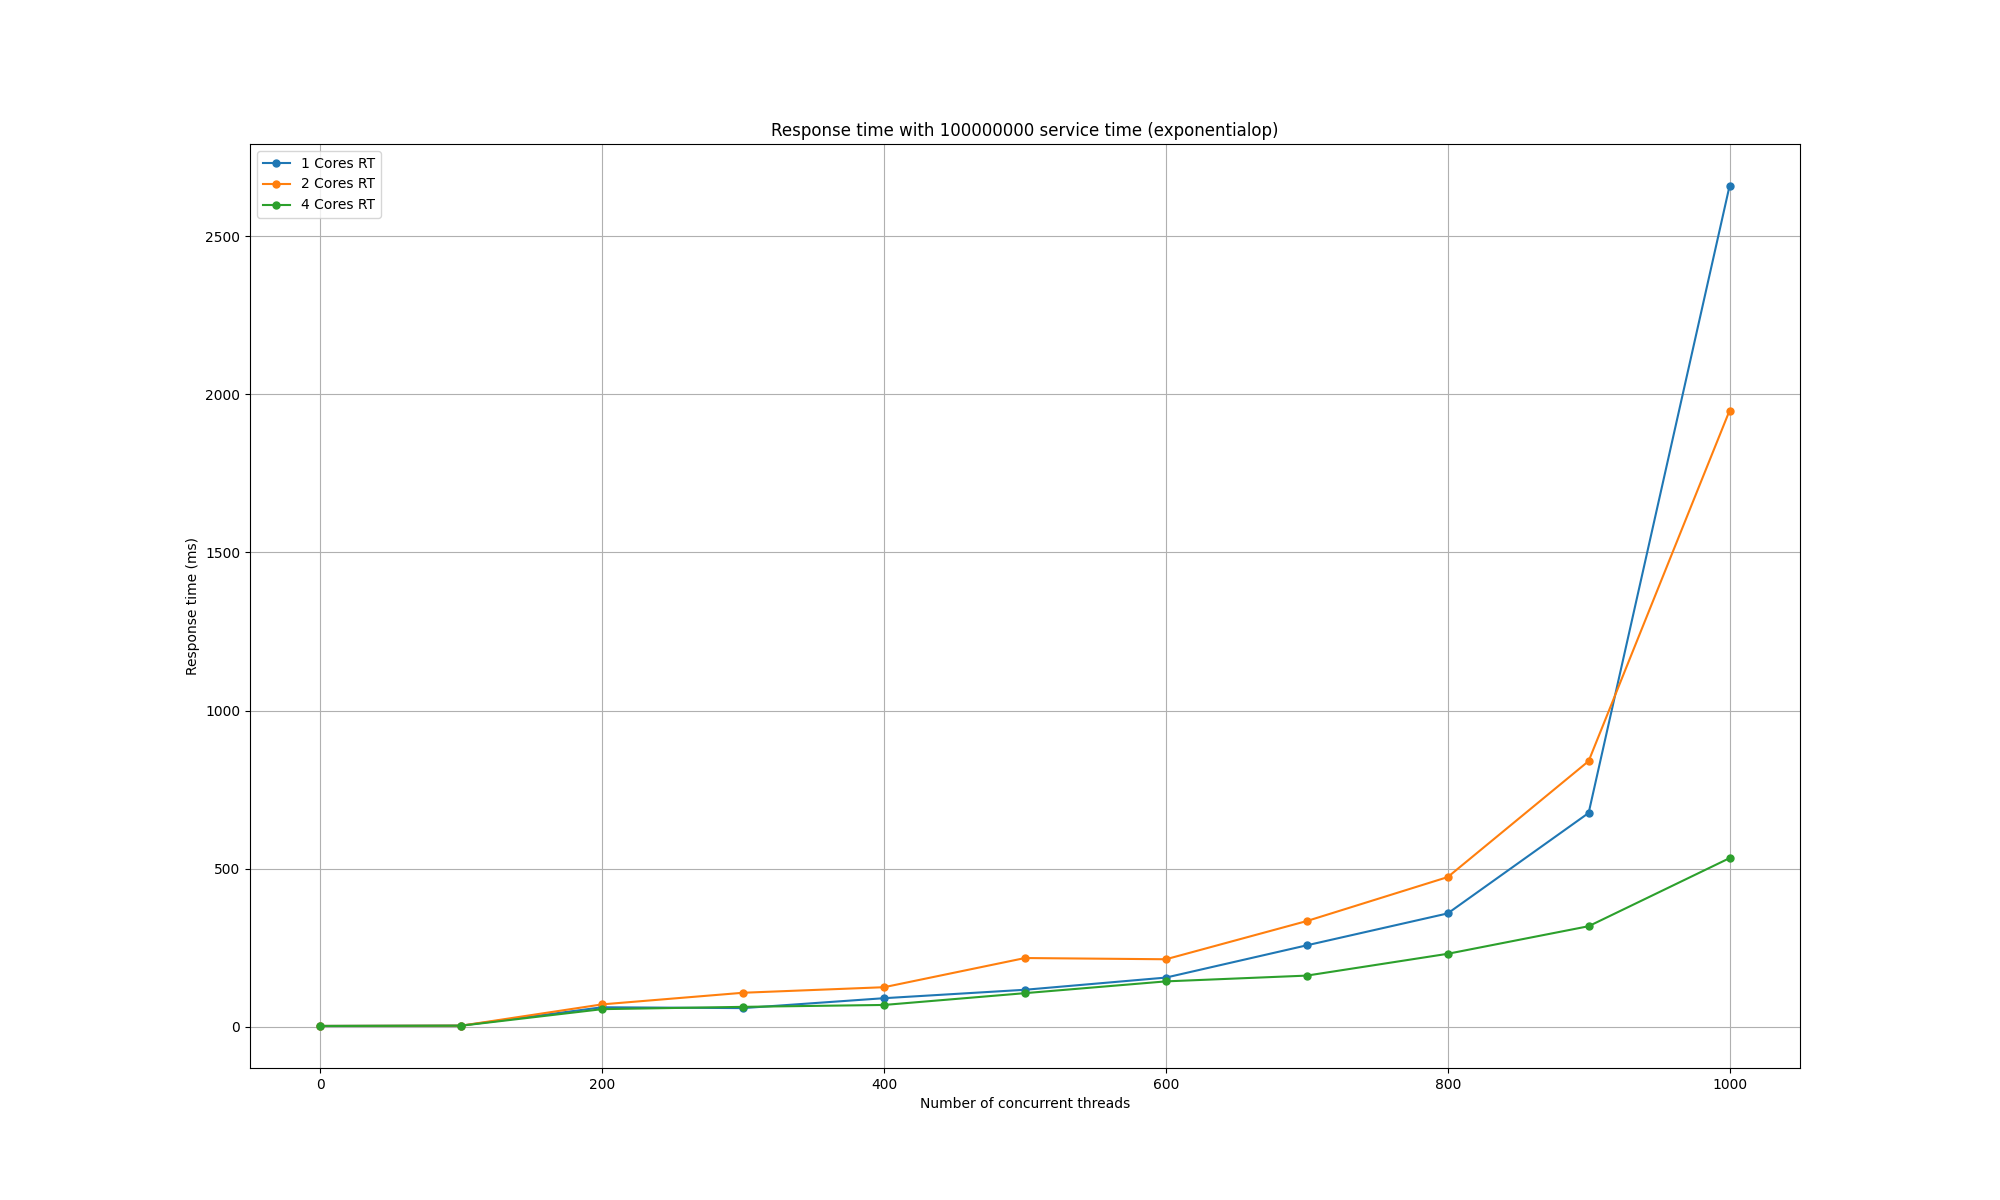 Response time with 100000000 service time (exponentialop)
1 Cores RT
2 Cores RT
4 Cores RT
2500
2000
1500
1000
500
0
Response time (ms)
0 200 400 600 800 1000
Number of concurrent threads